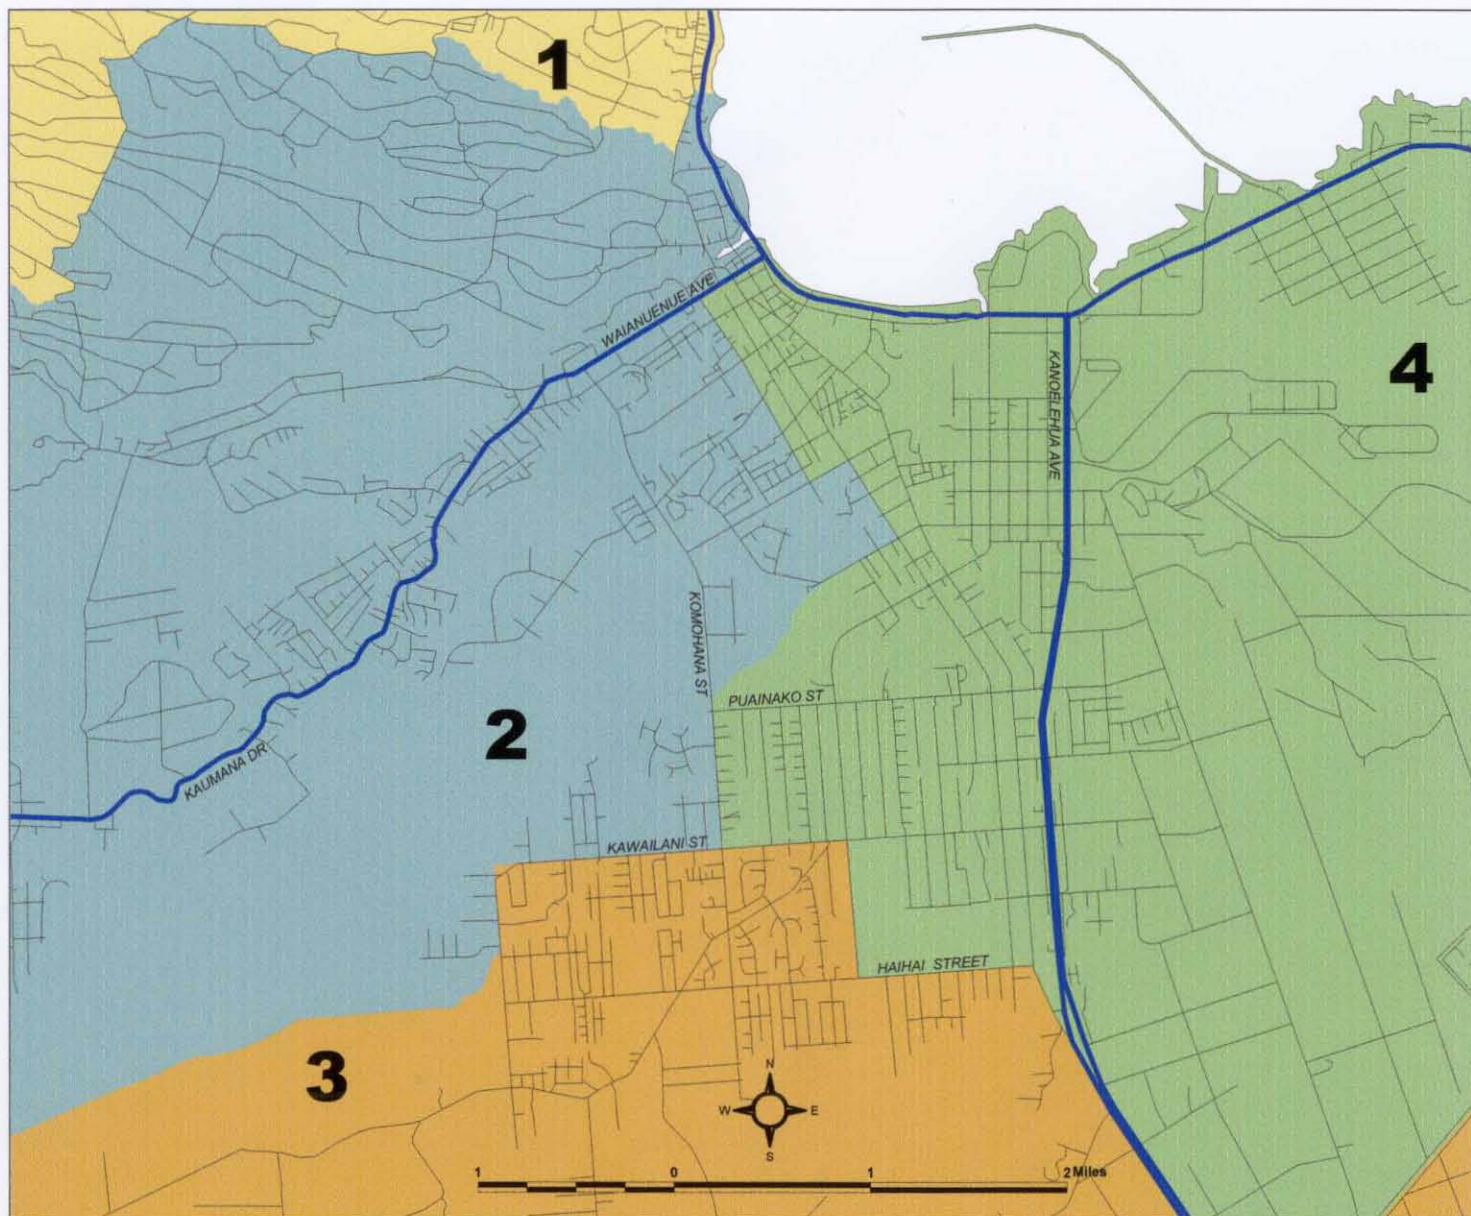 1
WAIANUENUE AVE
KANOELEHUA AVE
4
KOMOHANA ST
PUAINAKO ST
2
KAUMANA DR
KAWAILANI ST
HAIHAI STREET
3
N
W E
S
1 0 1 2 Miles